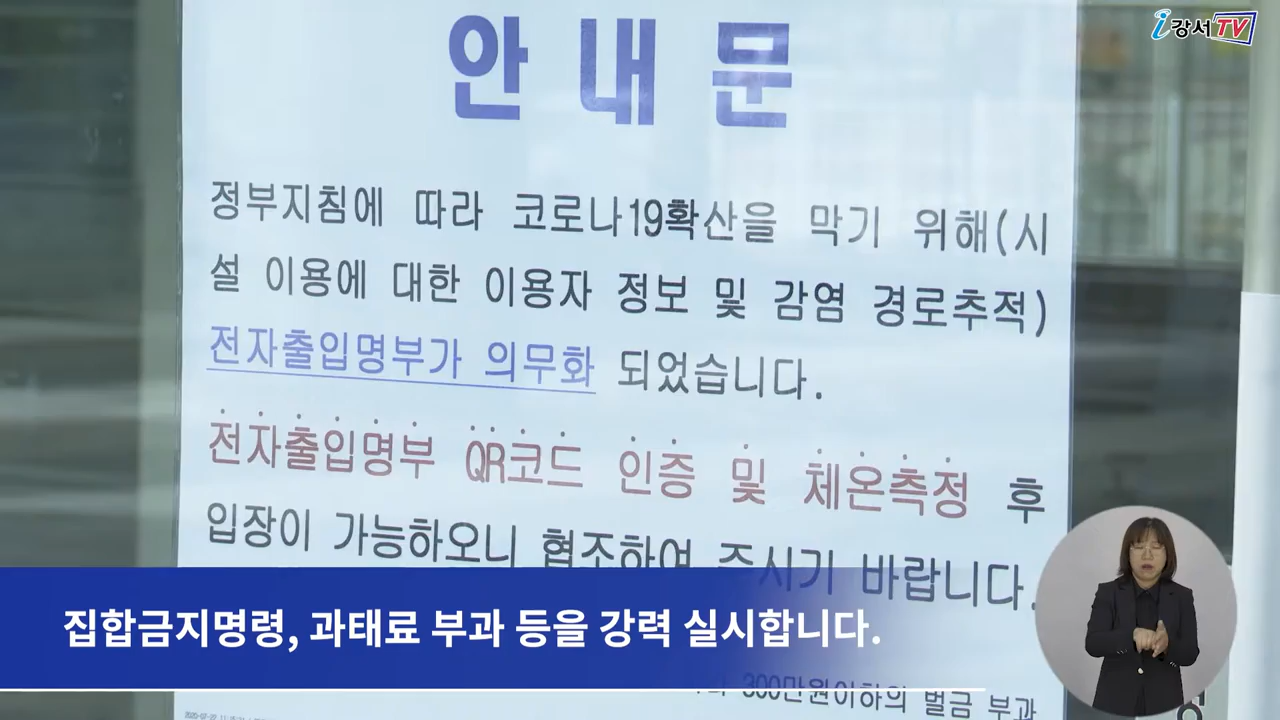 i강서TV
안내문
정부지침에 따라 코로나19확산을 막기 위해(시
설 이용에 대한 이용자 정보 및 감염 경로추적)
전자출입명부가 의무화 되었습니다.
전자출입명부 QR코드 인증 및 체온측정 후
입장이 가능하오니 협조하여 주시기 바랍니다.
집합금지명령, 과태료 부과 등을 강력 실시합니다.
300만원이하의 벌금 부과